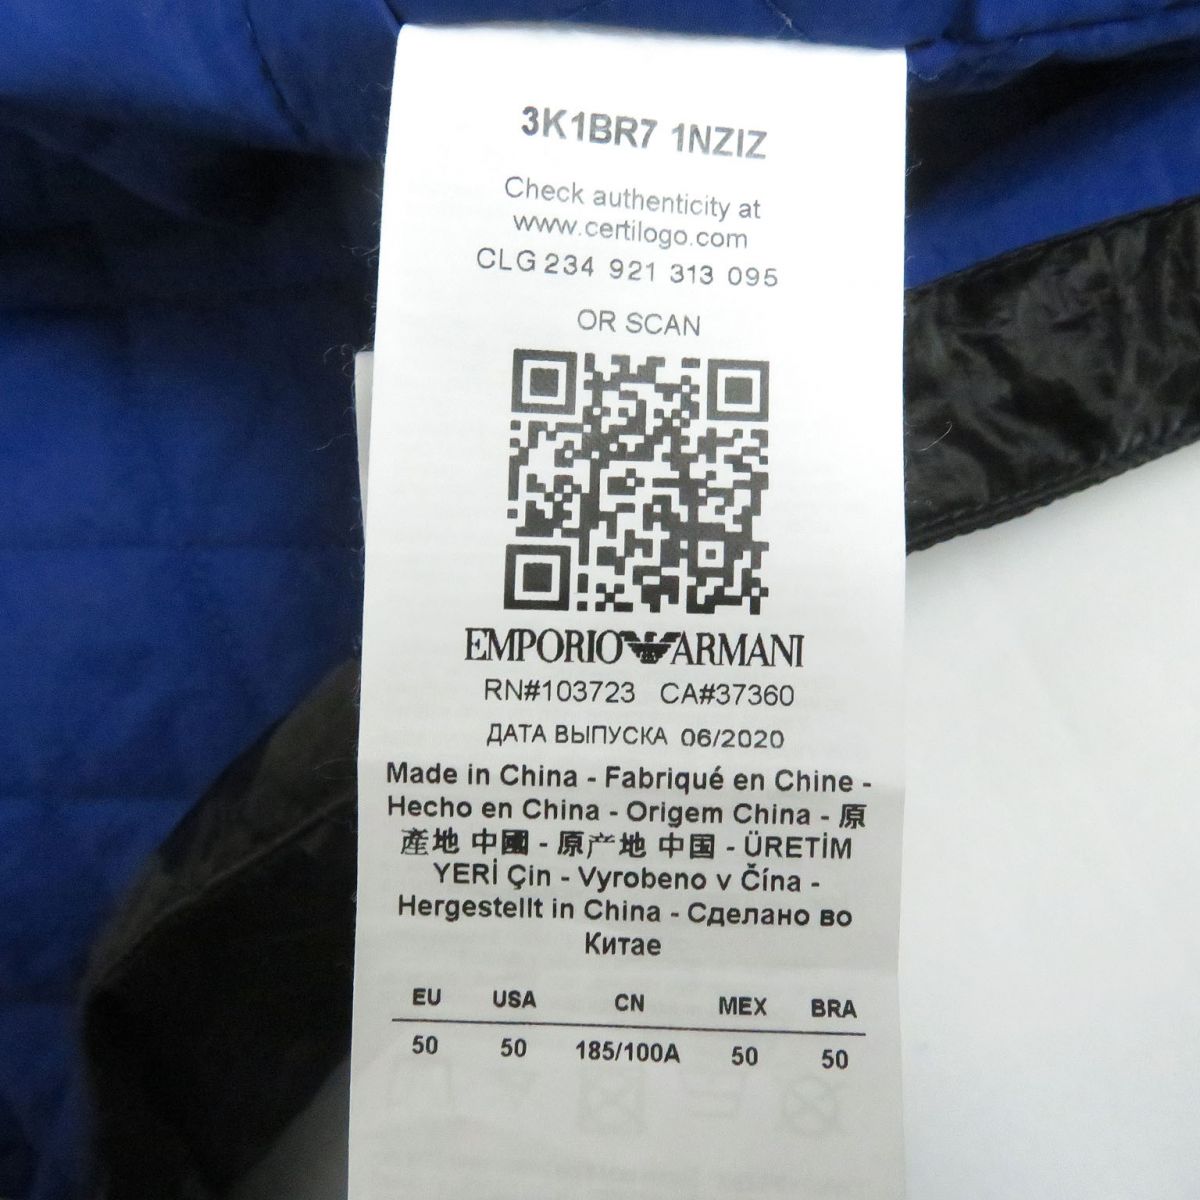 3K1BR7 1NZIZ
Check authenticity at
www.certilogo.com
CLG 234 921 313 095
OR SCAN
EMPORIO ARMANI
RN#103723 CA#37360
ДАТА ВЫПУСКА 06/2020
Made in China - Fabriqué en Chine -
Hecho en China - Origem China - 原
產地 中國 - 原产地 中国 - ÜRETİM
YERİ Çin - Vyrobeno v Čína -
Hergestellt in China - Сделано во
Китае
EU USA CN MEX BRA
50 50 185/100A 50 50